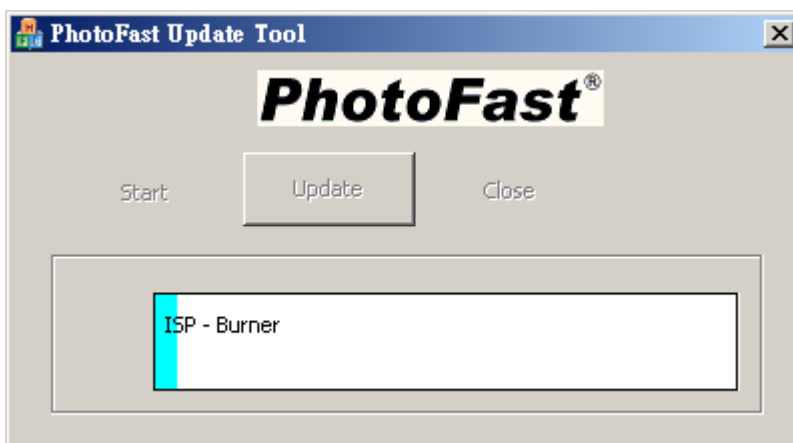 PhotoFast Update Tool
PhotoFast®
Start Update Close
ISP - Burner